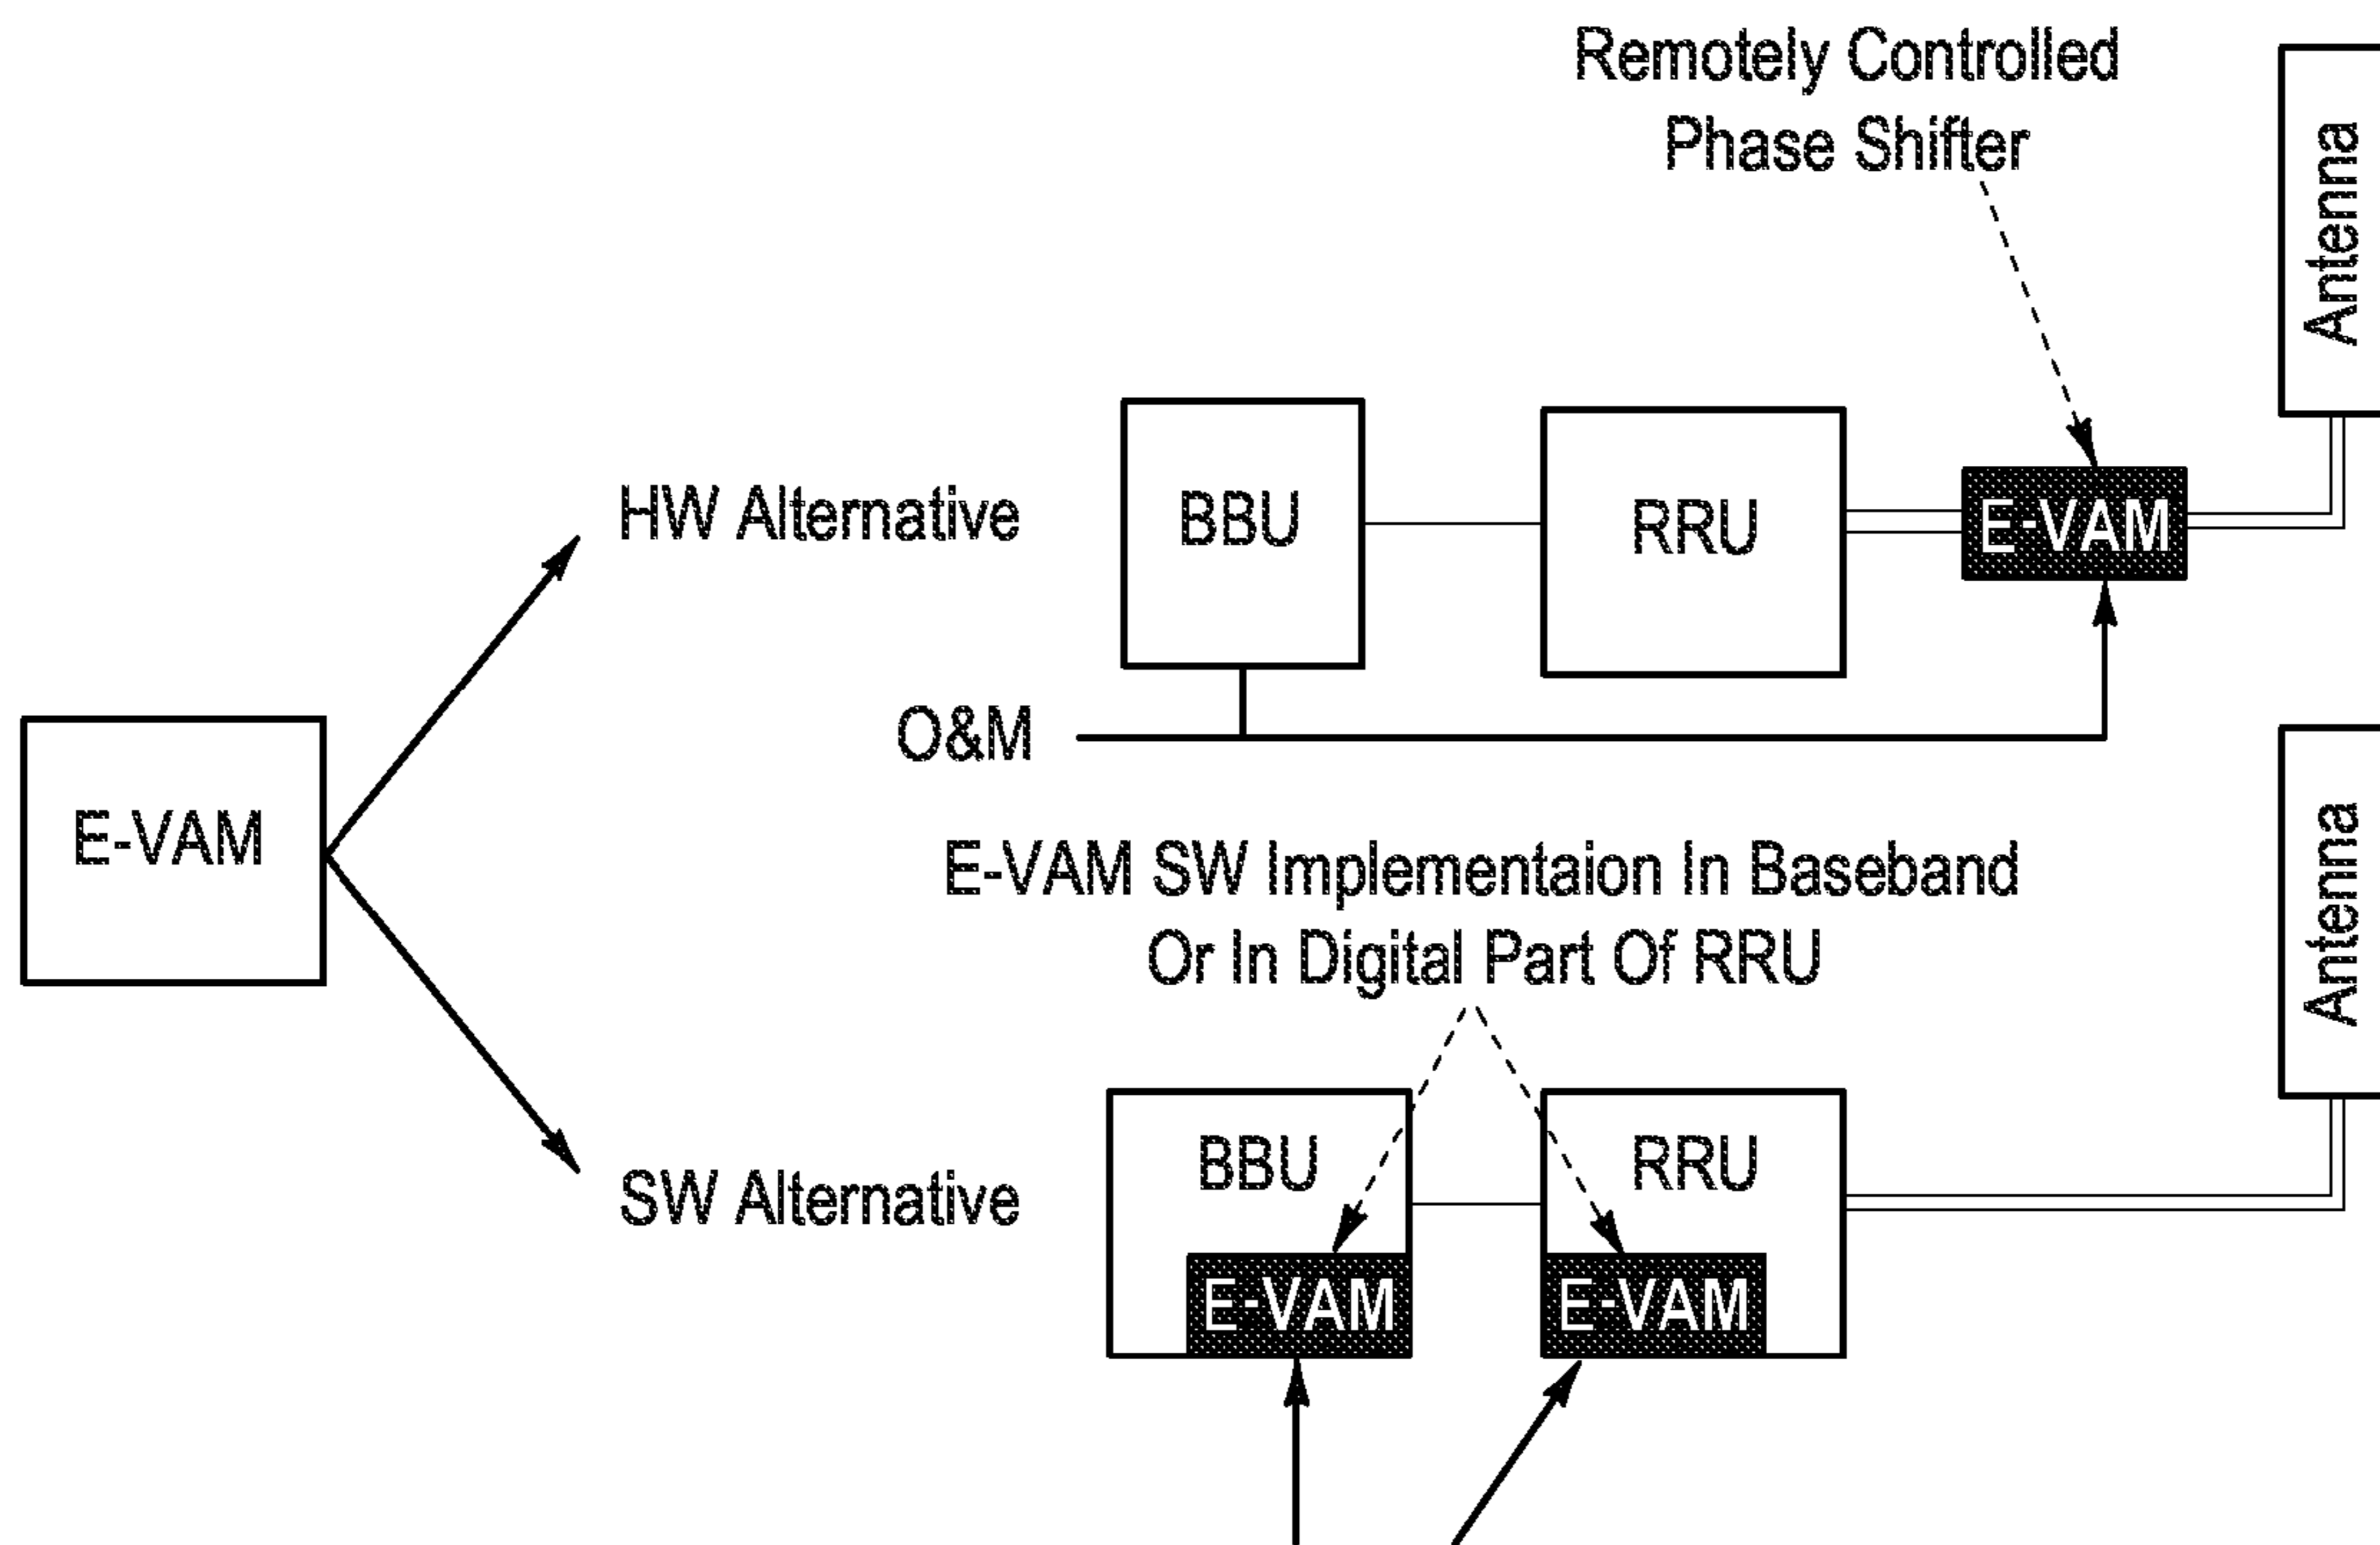 Remotely Controlled
Phase Shifter
Antenna
HW Alternative
BBU
RRU
E-VAM
O&M
E-VAM
E-VAM SW Implementaion In Baseband
Or In Digital Part Of RRU
Antenna
SW Alternative
BBU
RRU
E-VAM
E-VAM